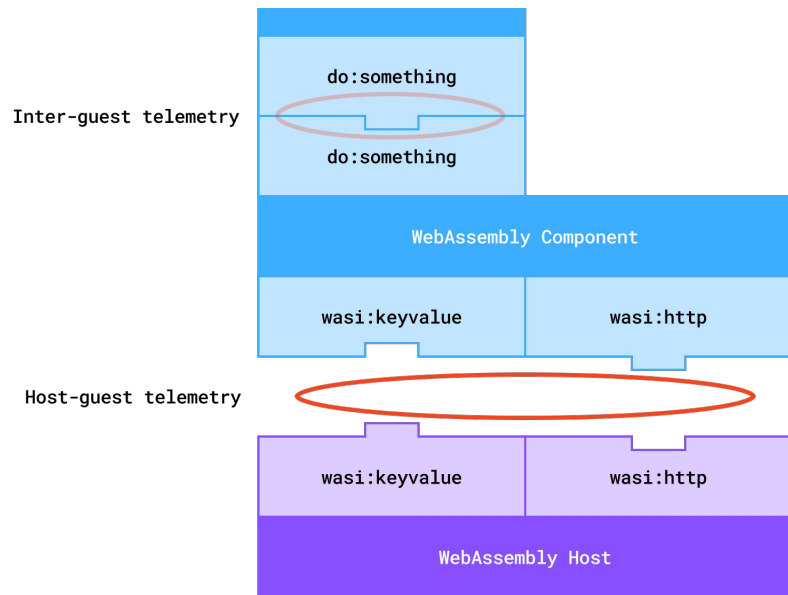 do:something
Inter-guest telemetry
do:something
WebAssembly Component
wasi:keyvalue
wasi:http
Host-guest telemetry
wasi:keyvalue
wasi:http
WebAssembly Host